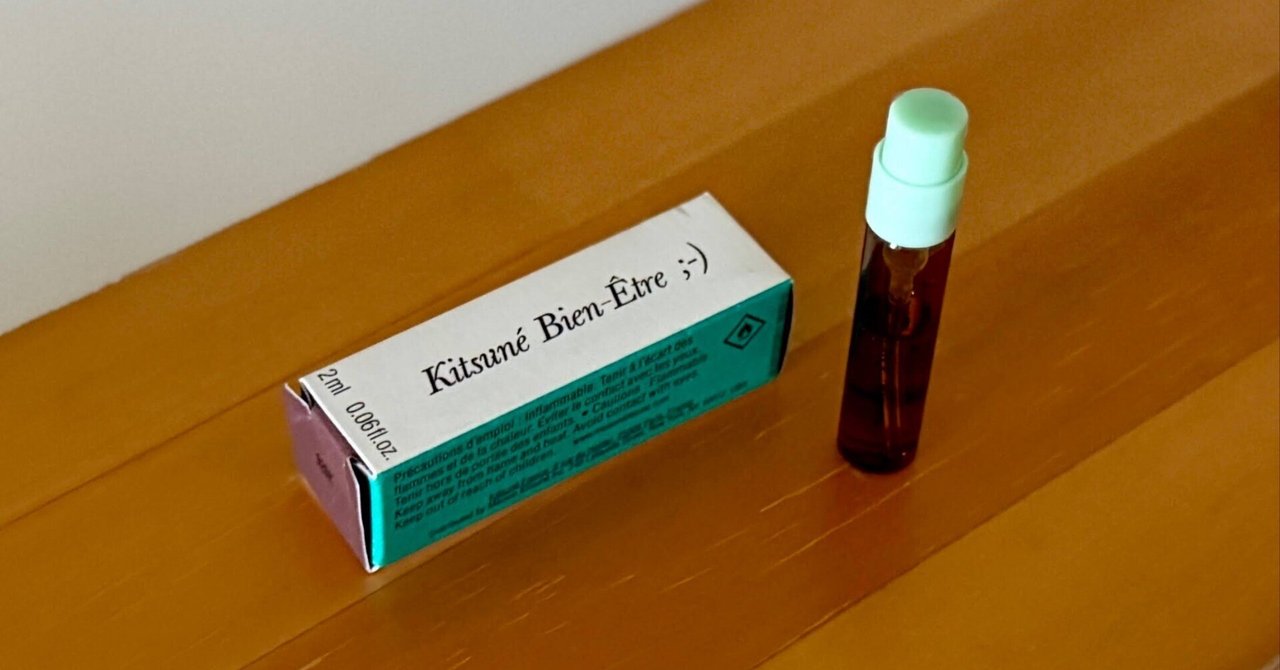 Kitsuné Bien-Être ;-)
2ml 0.06fl.oz.
Précautions d'emploi : Inflammable. Tenir à l'écart des
flammes et de la chaleur. Éviter le contact avec les yeux.
Tenir hors de portée des enfants. • Cautions : Flammable
Keep away from flame and heat. Avoid contact with eyes.
Keep out of reach of children.